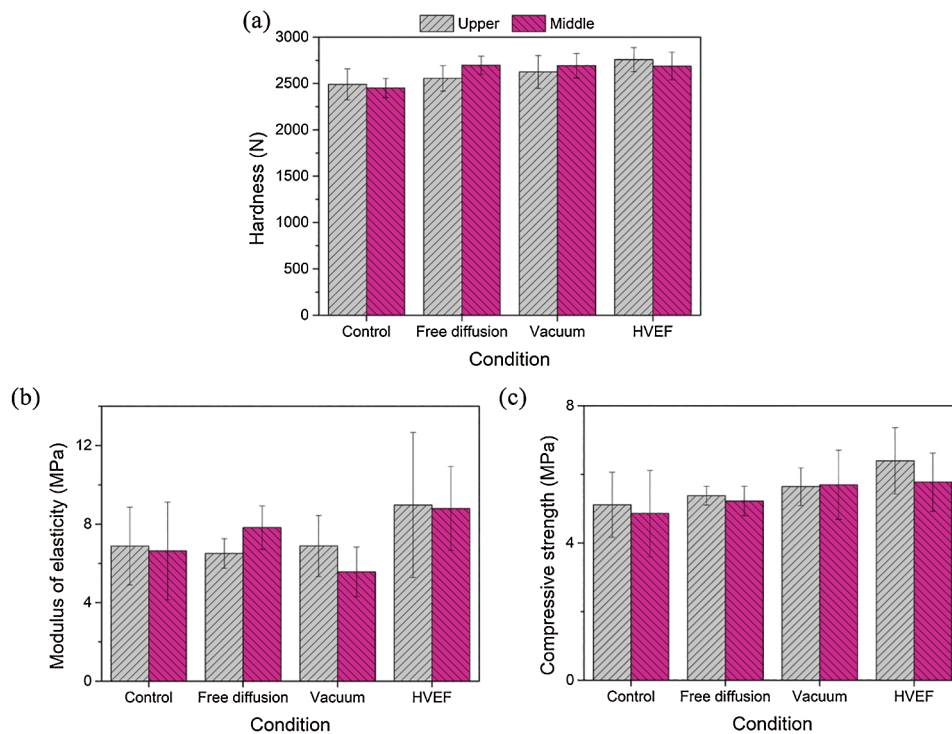 (a)
Upper Middle
3000
2500
2000
1500
1000
500
0
Hardness (N)
Control Free diffusion Vacuum HVEF
Condition
(b)
12
8
4
0
Modulus of elasticity (MPa)
Control Free diffusion Vacuum HVEF
Condition
(c)
8
4
0
Compressive strength (MPa)
Control Free diffusion Vacuum HVEF
Condition